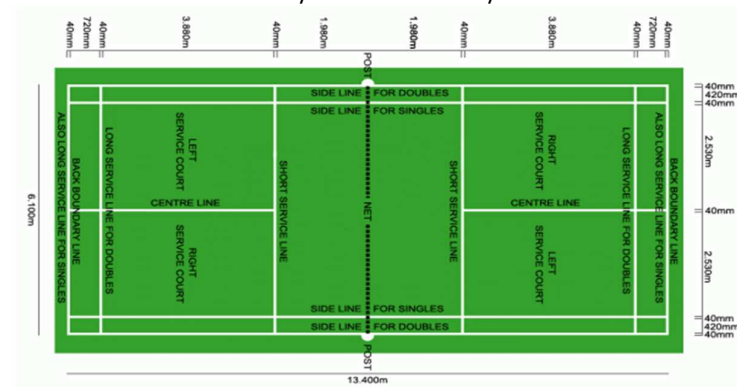 40mm
720mm
40mm
3.880m
40mm
1.980m
1.980m
40mm
3.880m
40mm
720mm
40mm
POST
SIDE LINE FOR DOUBLES
SIDE LINE FOR SINGLES
40mm
420mm
40mm
2.530m
40mm
2.530m
40mm
420mm
40mm
6.100m
ALSO LONG SERVICE LINE FOR SINGLES
BACK BOUNDARY LINE
LONG SERVICE LINE FOR DOUBLES
LEFT
SERVICE COURT
CENTRE LINE
RIGHT
SERVICE COURT
SHORT SERVICE LINE
NET
SHORT SERVICE LINE
RIGHT
SERVICE COURT
CENTRE LINE
LEFT
SERVICE COURT
LONG SERVICE LINE FOR DOUBLES
ALSO LONG SERVICE LINE FOR SINGLES
BACK BOUNDARY LINE
SIDE LINE FOR SINGLES
SIDE LINE FOR DOUBLES
POST
13.400m